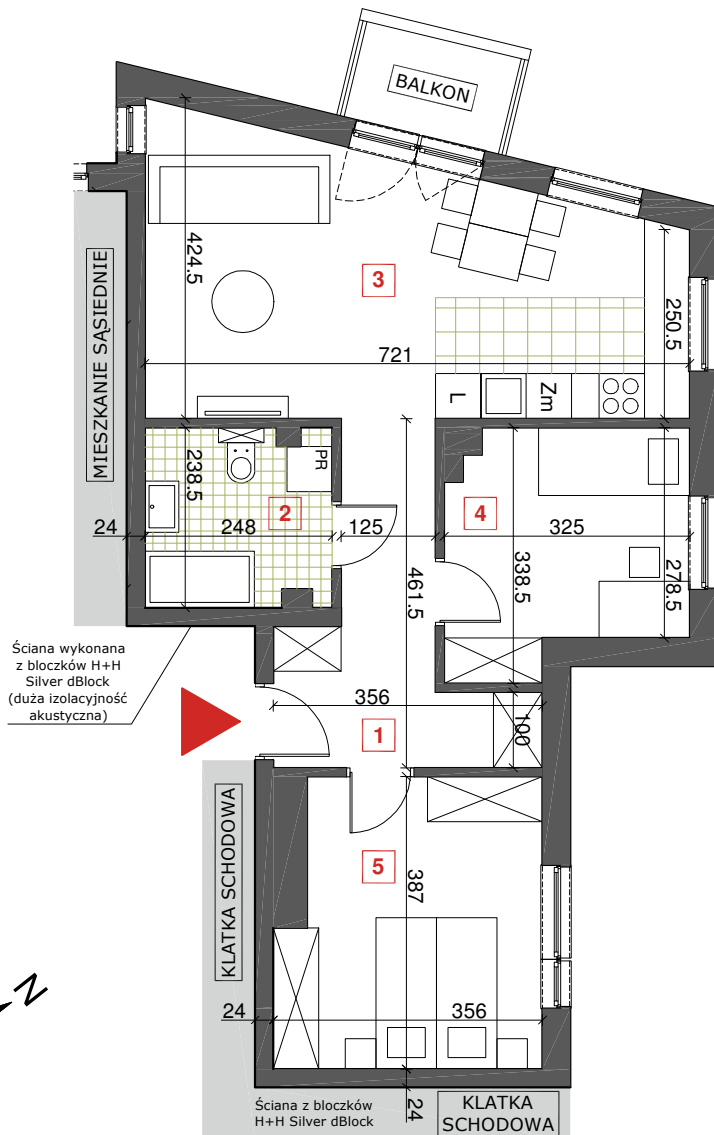 BALKON
MIESZKANIE SĄSIEDNIE
424.5
3
721
250.5
L
Zm
PR
238.5
2
4
24
248
125
325
461.5
338.5
278.5
Ściana wykonana
z bloczków H+H
Silver dBlock
(duża izolacyjność
akustyczna)
356
1
100
KLATKA SCHODOWA
5
387
N
24
356
Ściana z bloczków
H+H Silver dBlock
24
KLATKA
SCHODOWA